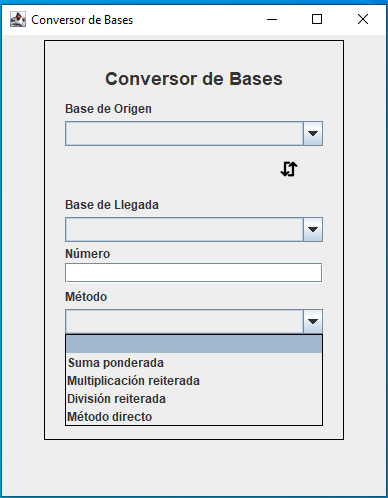 Conversor de Bases
Conversor de Bases
Base de Origen
Base de Llegada
Número
Método
Suma ponderada
Multiplicación reiterada
División reiterada
Método directo